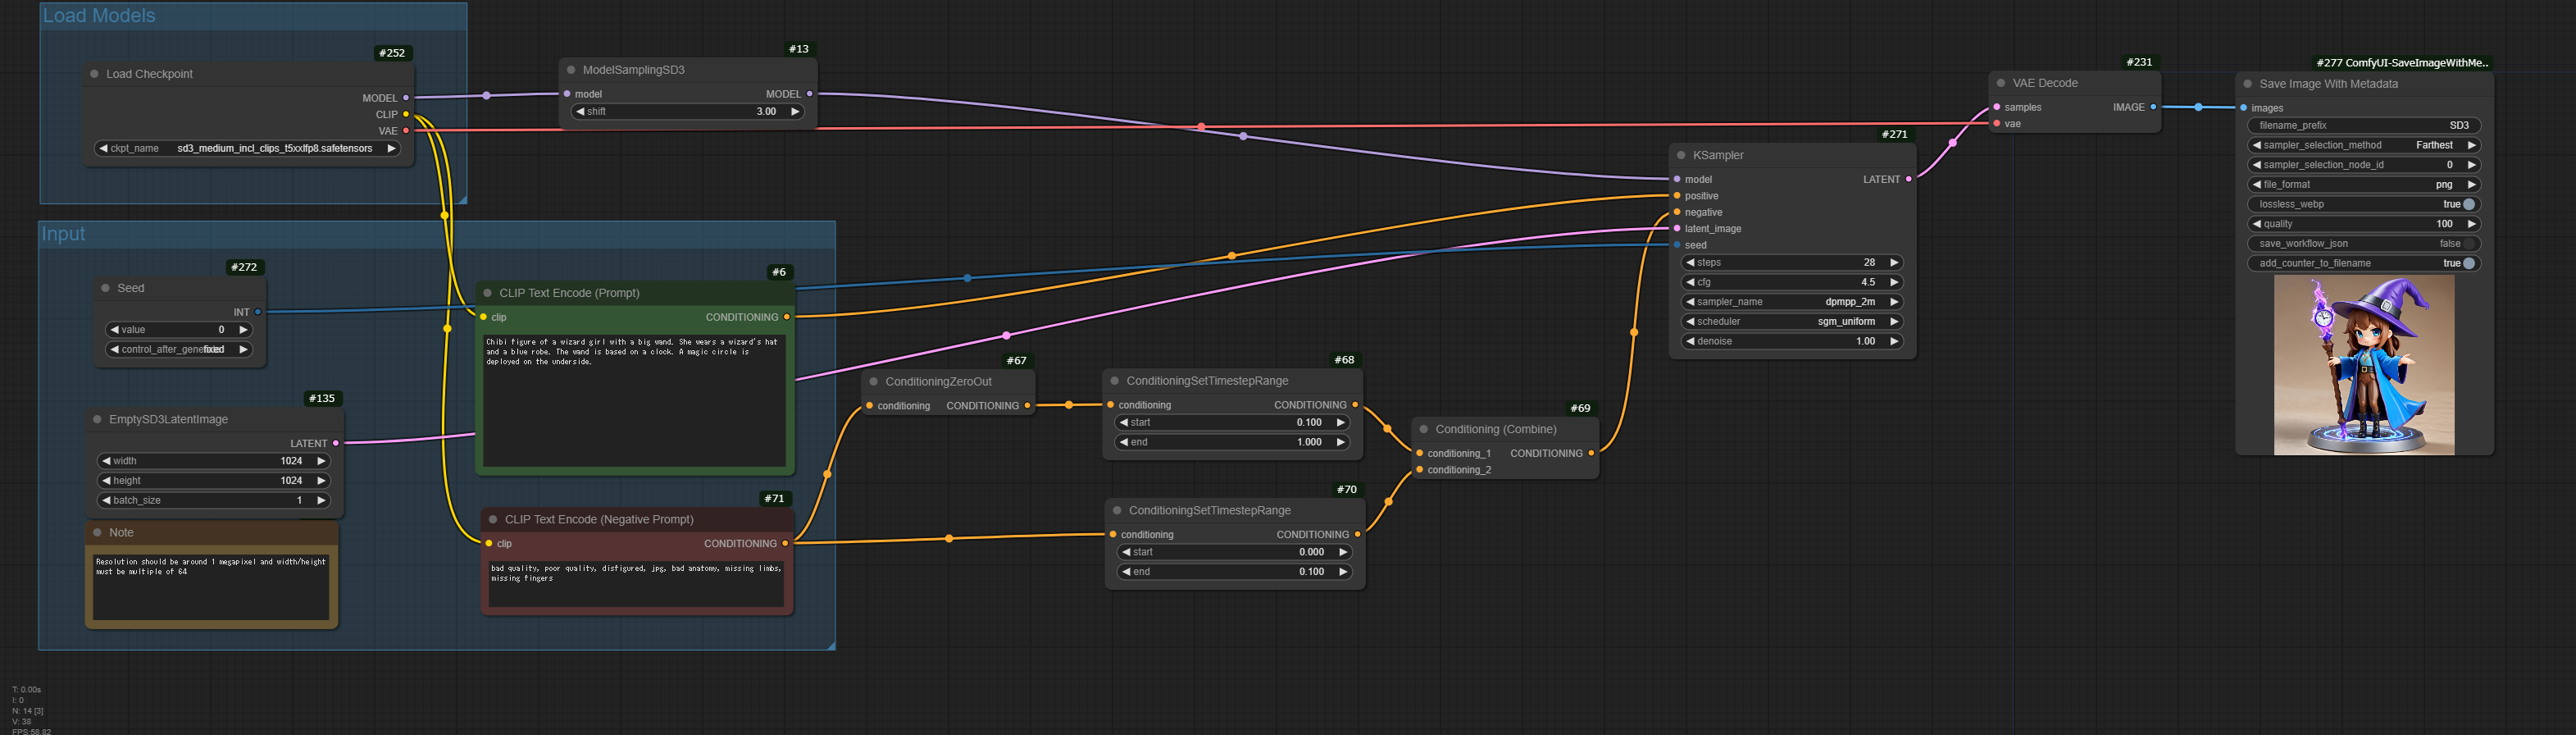 Load Models
#252
Load Checkpoint
MODEL
CLIP
VAE
ckpt_name sd3_medium_incl_clips_t5xxlfp8.safetensors
#13
ModelSamplingSD3
model MODEL
shift 3.00
Input
#272
Seed
INT
value 0
#135
EmptySD3LatentImage
LATENT
width 1024
height 1024
batch_size 1
Note
Resolution should be around 1 megapixel and width/height
must be multiple of 64
#6
CLIP Text Encode (Prompt)
clip CONDITIONING
Chibi figure of a wizard girl with a big wand. She wears a wizard's hat
and a blue robe. The wand is based on a clock. A magic circle is
deployed on the underside.
#71
CLIP Text Encode (Negative Prompt)
clip CONDITIONING
bad quality, poor quality, disfigured, jpg, bad anatomy, missing limbs,
missing fingers
#67
ConditioningZeroOut
conditioning CONDITIONING
#68
ConditioningSetTimestepRange
conditioning CONDITIONING
start 0.100
end 1.000
#70
ConditioningSetTimestepRange
conditioning CONDITIONING
start 0.000
end 0.100
#69
Conditioning (Combine)
conditioning_1 CONDITIONING
conditioning_2
#271
KSampler
model LATENT
positive
negative
latent_image
seed
steps 28
cfg 4.5
sampler_name dpmpp_2m
scheduler sgm_uniform
denoise 1.00
#231
VAE Decode
samples IMAGE
vae
#277 ComfyUI-SaveImageWithMe..
Save Image With Metadata
images
filename_prefix SD3
sampler_selection_method Farthest
sampler_selection_node_id 0
file_format png
lossless_webp true
quality 100
save_workflow_json false
add_counter_to_filename true
T: 0.00s
I: 0
N: 14 [3]
V: 38
FPS:58.82